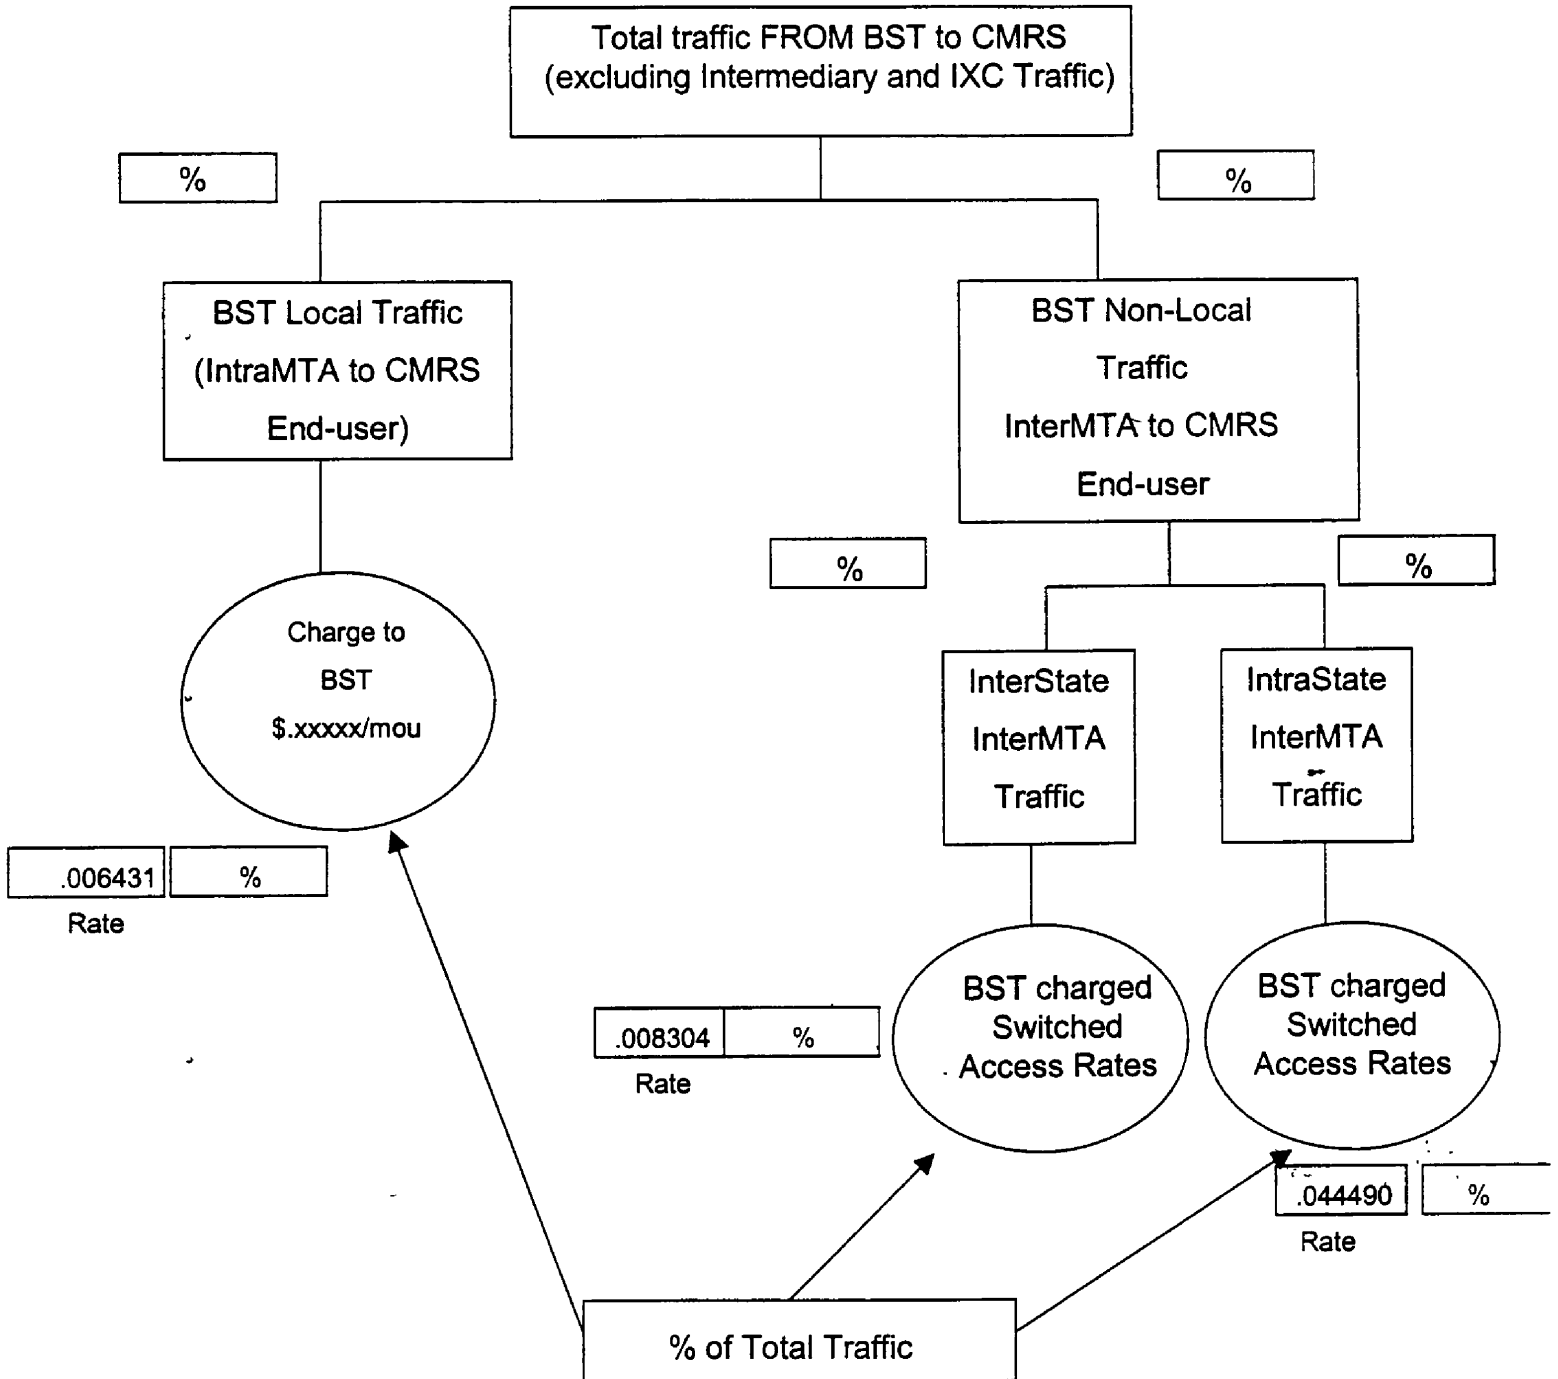 Total traffic FROM BST to CMRS
(excluding Intermediary and IXC Traffic)
%
%
BST Local Traffic
(IntraMTA to CMRS
End-user)
BST Non-Local
Traffic
InterMTA to CMRS
End-user
%
%
Charge to
BST
$.xxxxx/mou
InterState
InterMTA
Traffic
IntraState
InterMTA
Traffic
.006431
%
Rate
BST charged
Switched
Access Rates
BST charged
Switched
Access Rates
.008304
%
Rate
.044490
%
Rate
% of Total Traffic